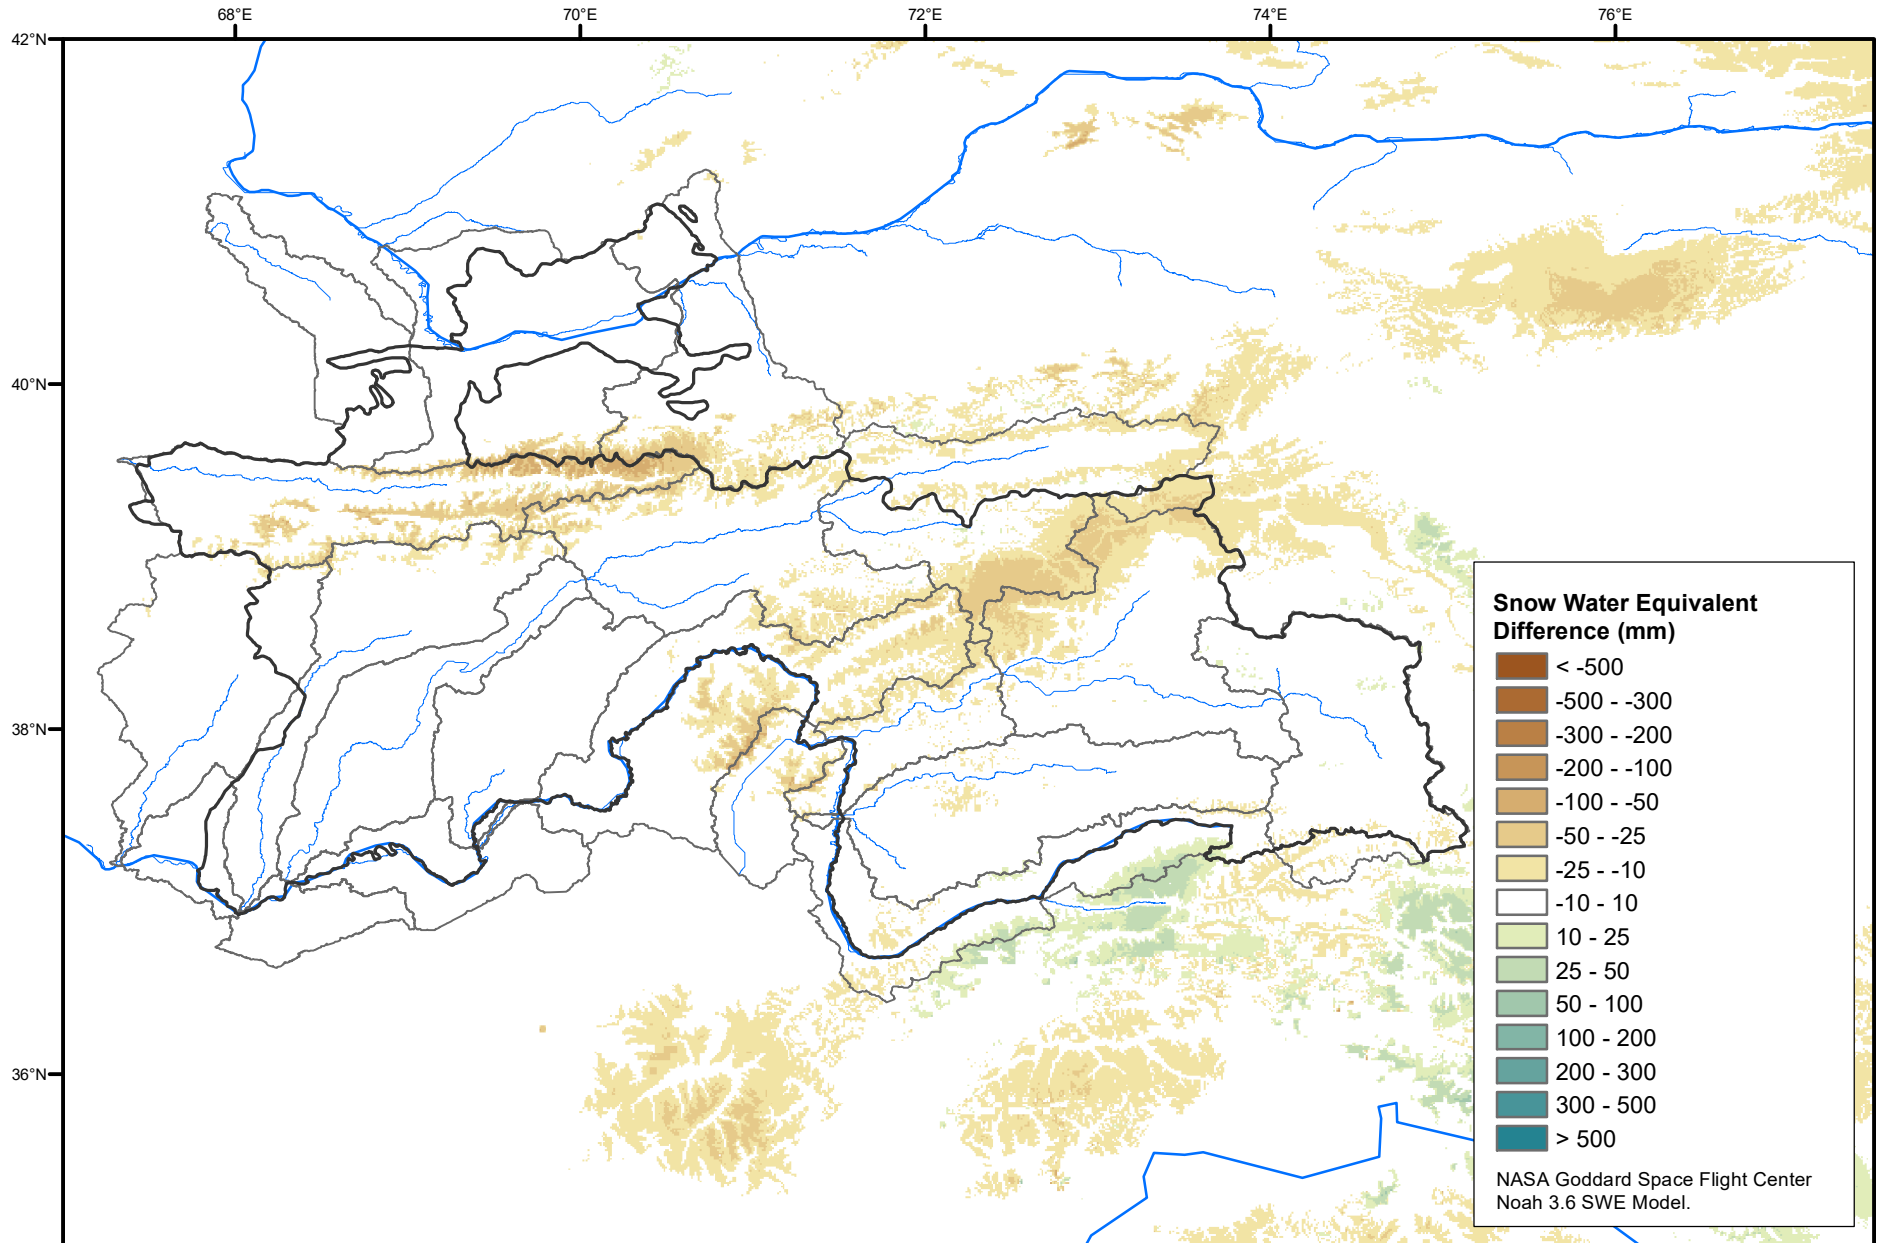 68°E 70°E 72°E 74°E 76°E
42°N
40°N
38°N
36°N
Snow Water Equivalent
Difference (mm)
< -500
-500 - -300
-300 - -200
-200 - -100
-100 - -50
-50 - -25
-25 - -10
-10 - 10
10 - 25
25 - 50
50 - 100
100 - 200
200 - 300
300 - 500
> 500
NASA Goddard Space Flight Center
Noah 3.6 SWE Model.